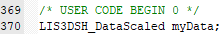 369 /* USER CODE BEGIN 0 */
370 LIS3DSH_DataScaled myData;